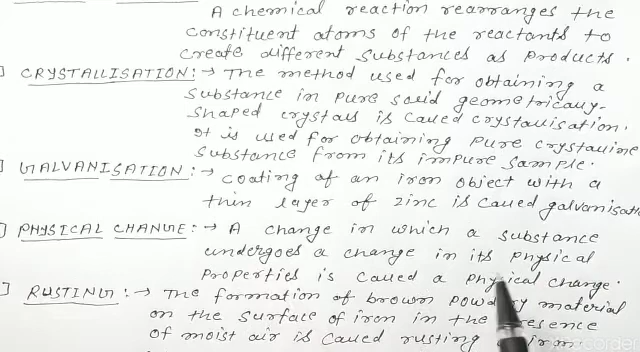 A chemical reaction rearranges the
constituent atoms of the reactants to
create different substances as products.
CRYSTALLISATION:→ The method used for obtaining a
substance in pure solid geometrically-
shaped crystals is called crystallisation.
It is used for obtaining pure crystalline
substance from its impure sample.
GALVANISATION:→ coating of an iron object with a
thin layer of zinc is called
PHYSICAL CHANGE:→ A change in which a substance
undergoes a change in its physical
properties is called a physical change.
RUSTING:→ The formation of brown material
on the surface of iron in the
of moist air is called rusting iron